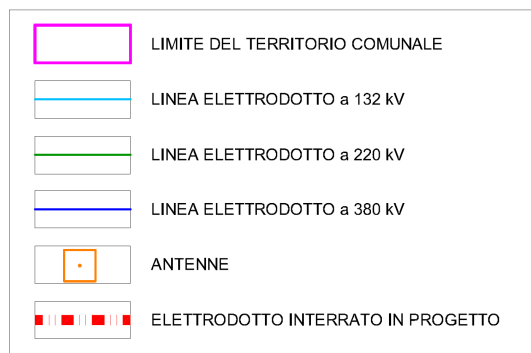 LIMITE DEL TERRITORIO COMUNALE
LINEA ELETTRODOTTO a 132 kV
LINEA ELETTRODOTTO a 220 kV
LINEA ELETTRODOTTO a 380 kV
ANTENNE
ELETTRODOTTO INTERRATO IN PROGETTO